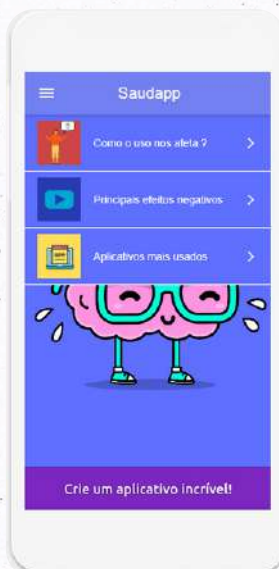 Saudapp
Como o uso nos afeta ?
Principais efeitos negativos
Aplicativos mais usados
Crie um aplicativo incrível!